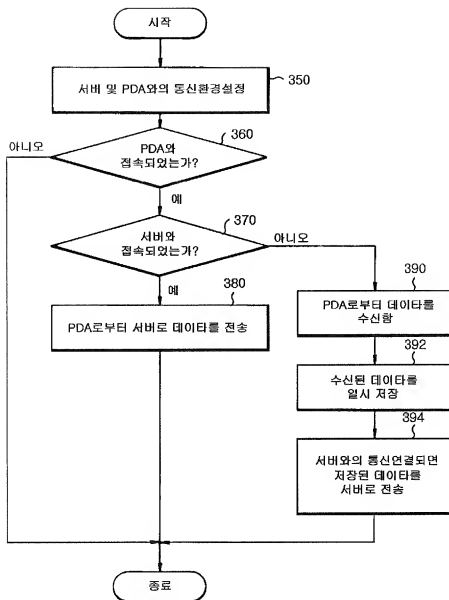 시작
서버 및 PDA와의 통신환경설정
350
360
아니오
PDA와
접속되었는가?
예
370
서버와
접속되었는가?
아니오
예
380
PDA로부터 서버로 데이타를 전송
390
PDA로부터 데이타를
수신함
392
수신된 데이타를
일시 저장
394
서버와의 통신연결되면
저장된 데이타를
서버로 전송
종료